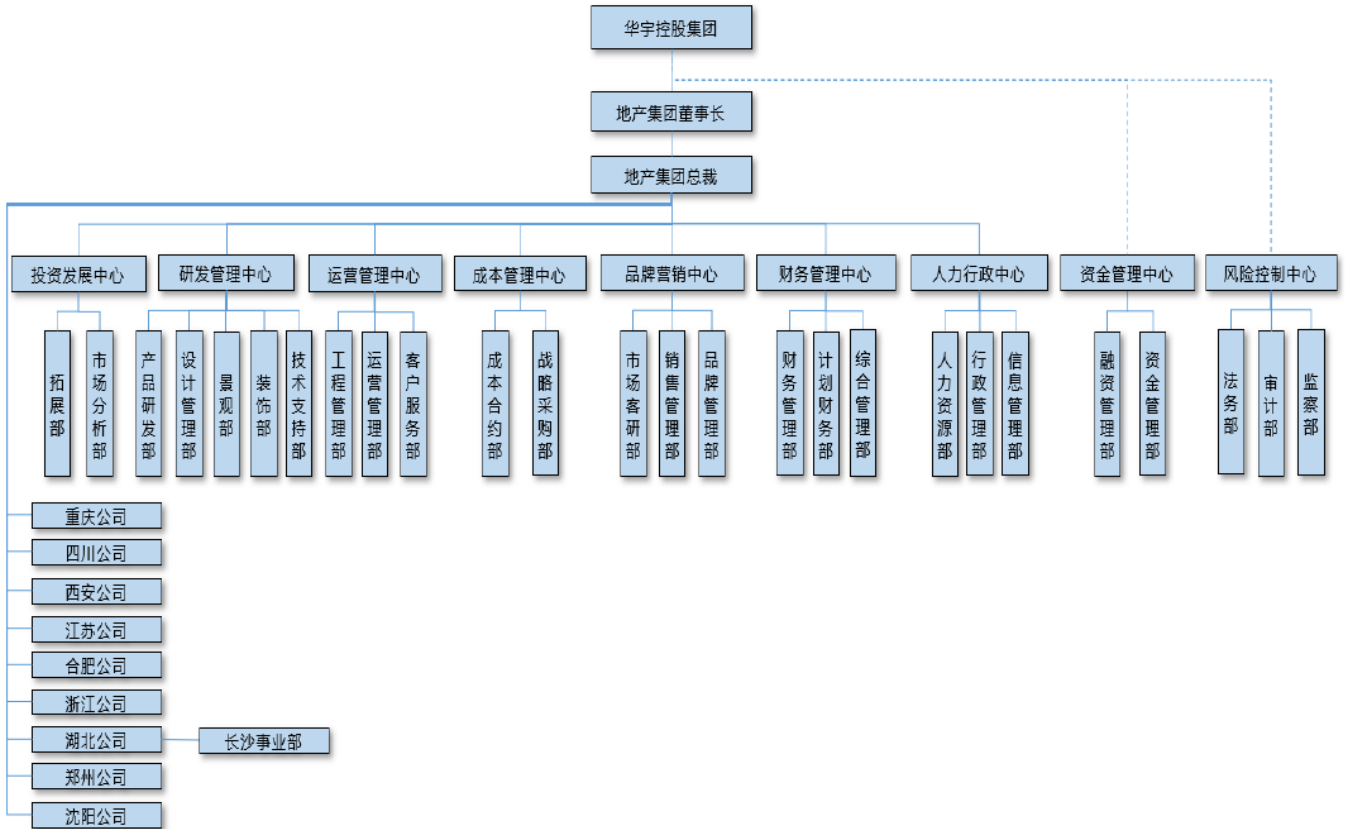 华宇控股集团
地产集团董事长
地产集团总裁
投资发展中心
研发管理中心
运营管理中心
成本管理中心
品牌营销中心
财务管理中心
人力行政中心
资金管理中心
风险控制中心
拓展部
市场分析部
产品研发部
设计管理部
景观部
装饰部
技术支持部
工程管理部
运营管理部
客户服务部
成本合约部
战略采购部
市场客研部
销售管理部
品牌管理部
财务管理部
计划财务部
综合管理部
人力资源部
行政管理部
信息管理部
融资管理部
资金管理部
法务部
审计部
监察部
重庆公司
四川公司
西安公司
江苏公司
合肥公司
浙江公司
湖北公司
长沙事业部
郑州公司
沈阳公司